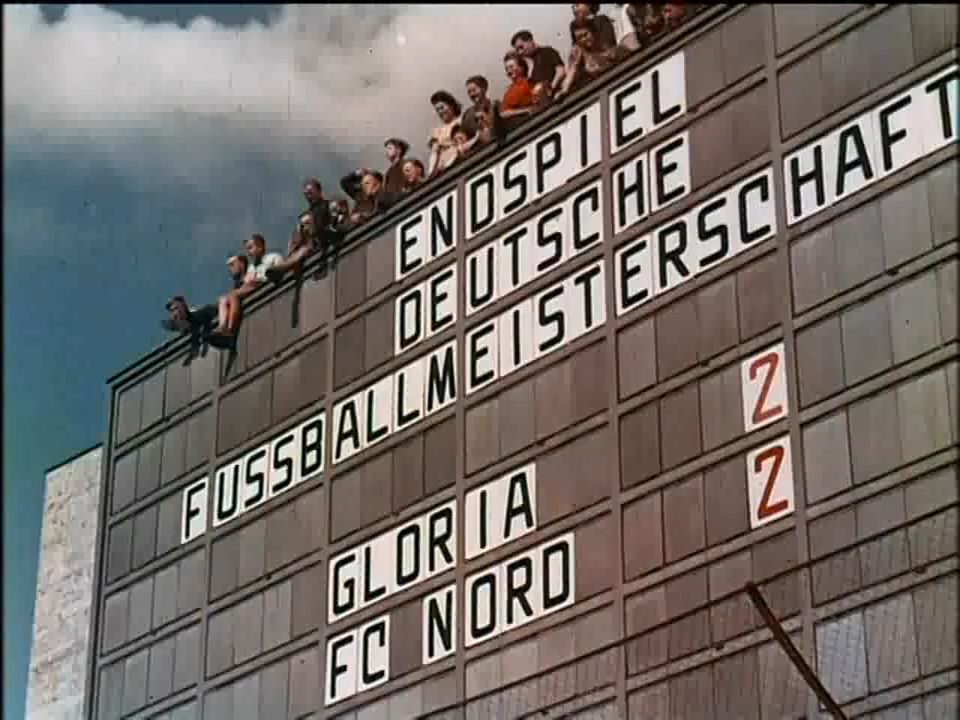 ENDSPIEL
DEUTSCHE
FUSSBALLMEISTERSCHAFT
GLORIA 2
FC NORD 2